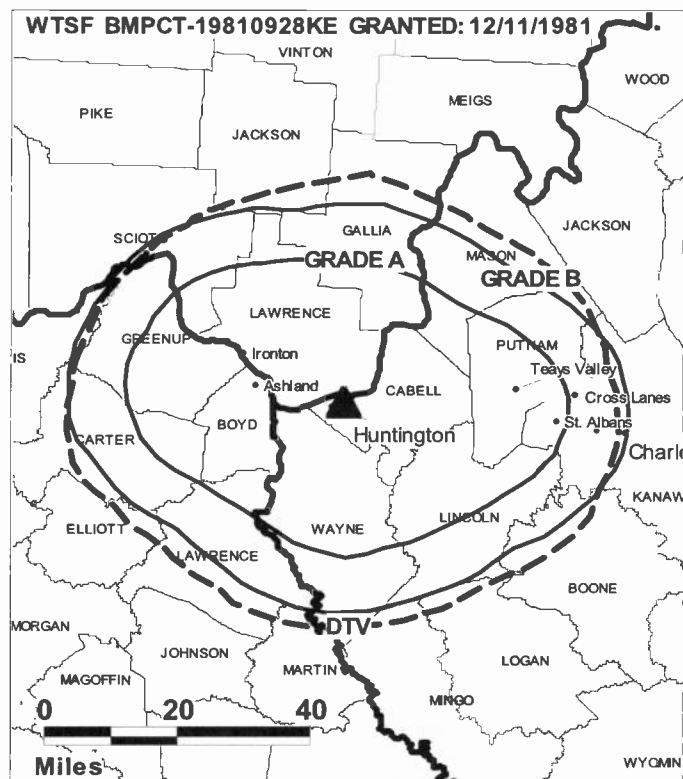 WTSF BMPCT-19810928KE GRANTED: 12/11/1981
VINTON
WOOD
MEIGS
PIKE
JACKSON
JACKSON
GALLIA
SCIOT
MASON
GRADE A
GRADE B
LAWRENCE
GREENUP
PUTNAM
IS
Ironton
Teays Valley
Ashland
CABELL
Cross Lanes
BOYD
St. Albans
Huntington
CARTER
Charle
KANAW
LINCOLN
WAYNE
ELLIOTT
LAWRENCE
BOONE
MORGAN
DTV
JOHNSON
LOGAN
MARTIN
MAGOFFIN
MINGO
0 20 40
Miles
WYOMIN